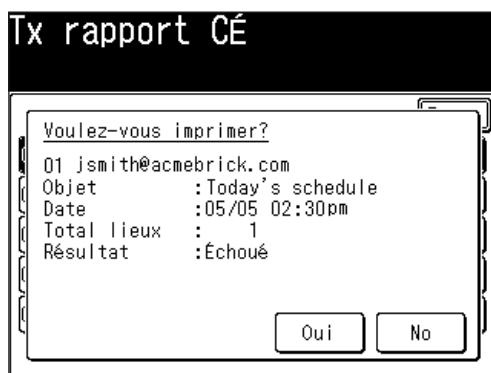 Tx rapport CÉ
Voulez-vous imprimer?
01 jsmith@acmebrick.com
Objet :Today's schedule
Date :05/05 02:30pm
Total lieux : 1
Résultat :Échoué
Oui No